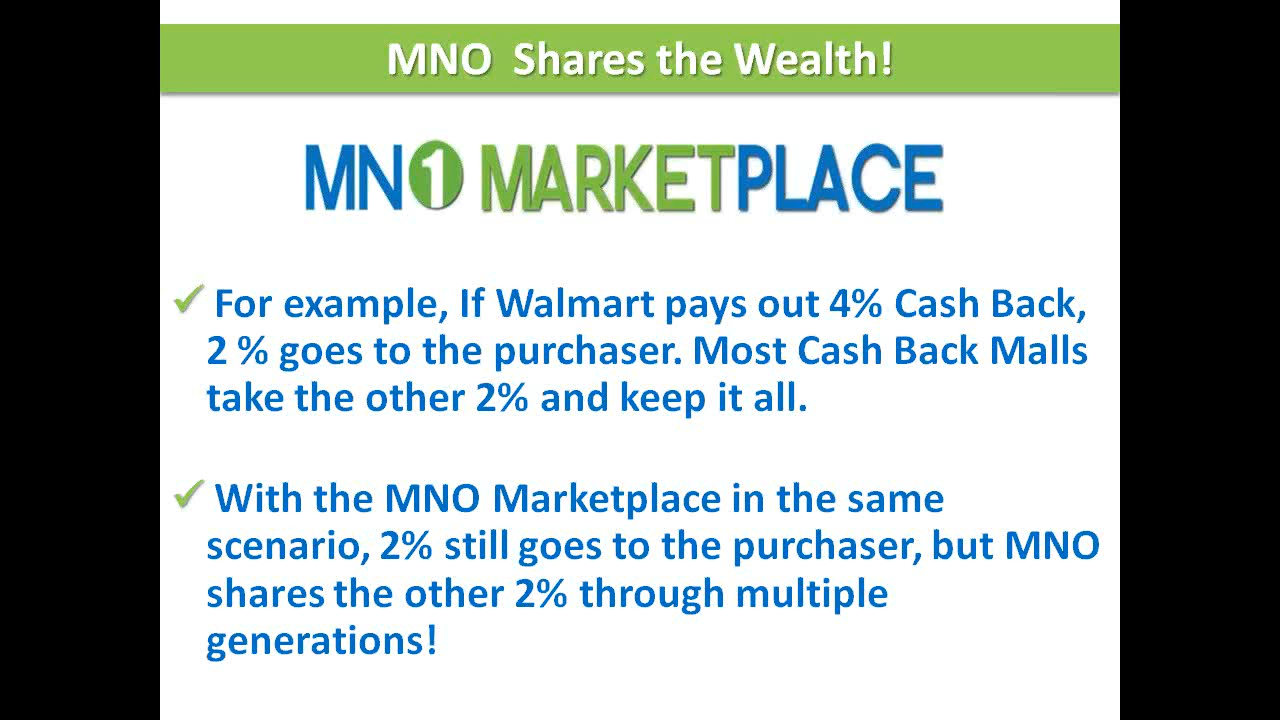 MNO Shares the Wealth!
MN1 MARKETPLACE
✓ For example, If Walmart pays out 4% Cash Back,
2 % goes to the purchaser. Most Cash Back Malls
take the other 2% and keep it all.
✓ With the MNO Marketplace in the same
scenario, 2% still goes to the purchaser, but MNO
shares the other 2% through multiple
generations!